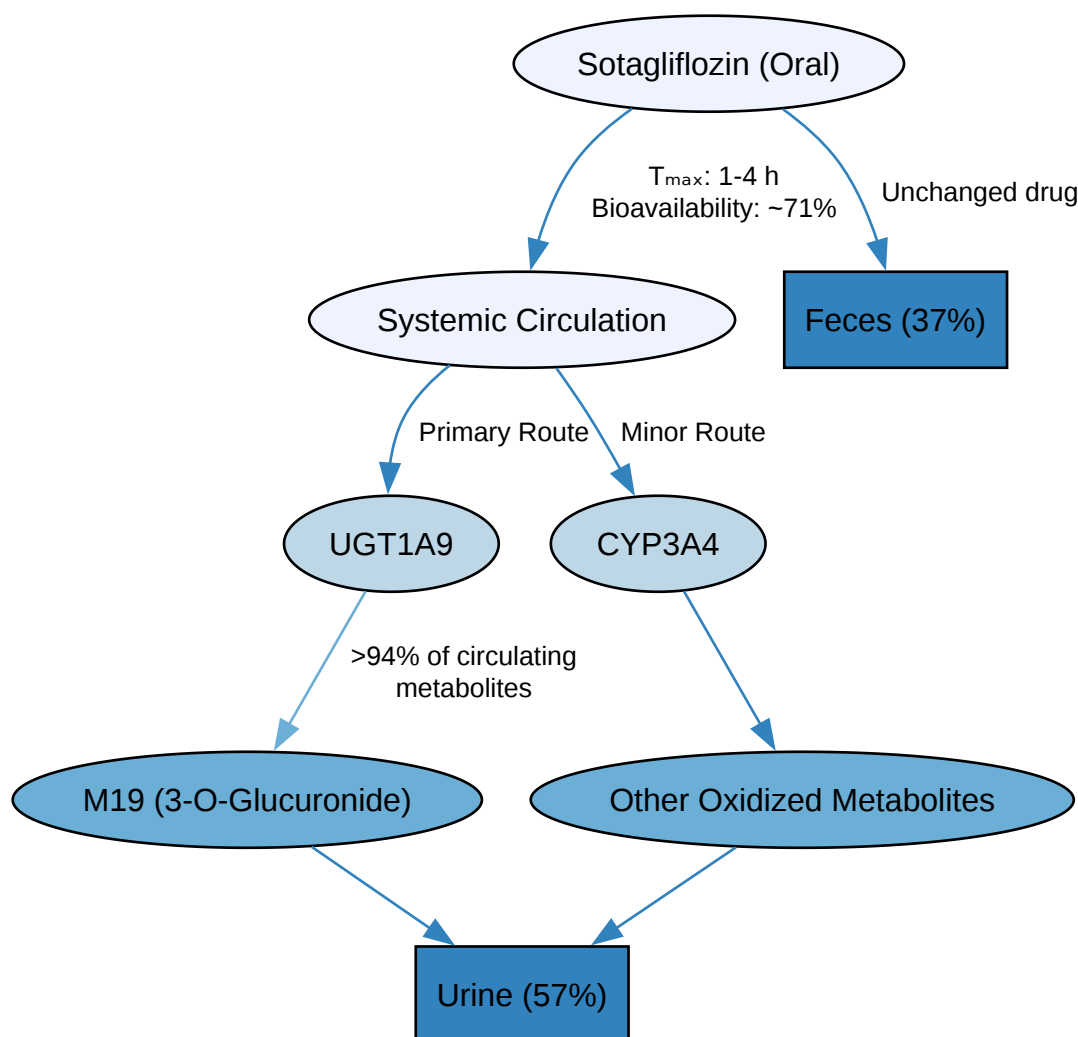 Sotagliflozin (Oral)
Tₘₐₓ: 1-4 h
Bioavailability: ~71%
Unchanged drug
Systemic Circulation
Feces (37%)
Primary Route
Minor Route
UGT1A9
CYP3A4
>94% of circulating
metabolites
M19 (3-O-Glucuronide)
Other Oxidized Metabolites
Urine (57%)